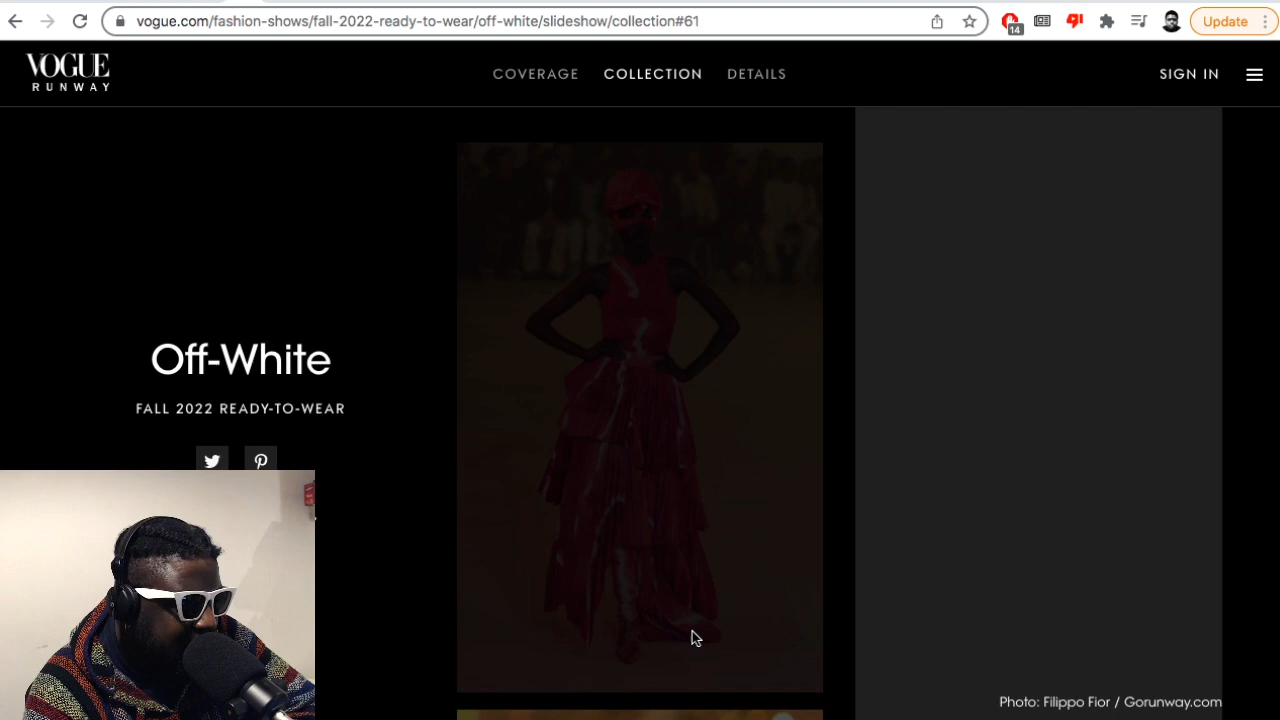 vogue.com/fashion-shows/fall-2022-ready-to-wear/off-white/slideshow/collection#61
14
Update
VOGUE
RUNWAY
COVERAGE COLLECTION DETAILS
SIGN IN
Off-White
FALL 2022 READY-TO-WEAR
Photo: Filippo Fior / Gorunway.com